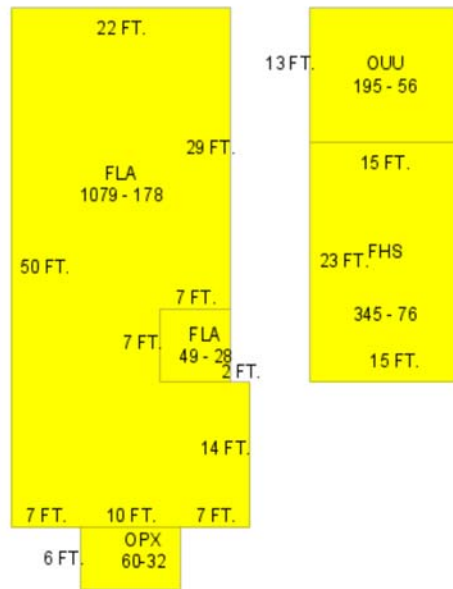 22 FT.
29 FT.
FLA
1079 - 178
50 FT.
7 FT.
7 FT.
FLA
49 - 28
2 FT.
14 FT.
7 FT.
10 FT.
7 FT.
6 FT.
OPX
60-32
13 FT.
OUU
195 - 56
15 FT.
23 FT.
FHS
345 - 76
15 FT.